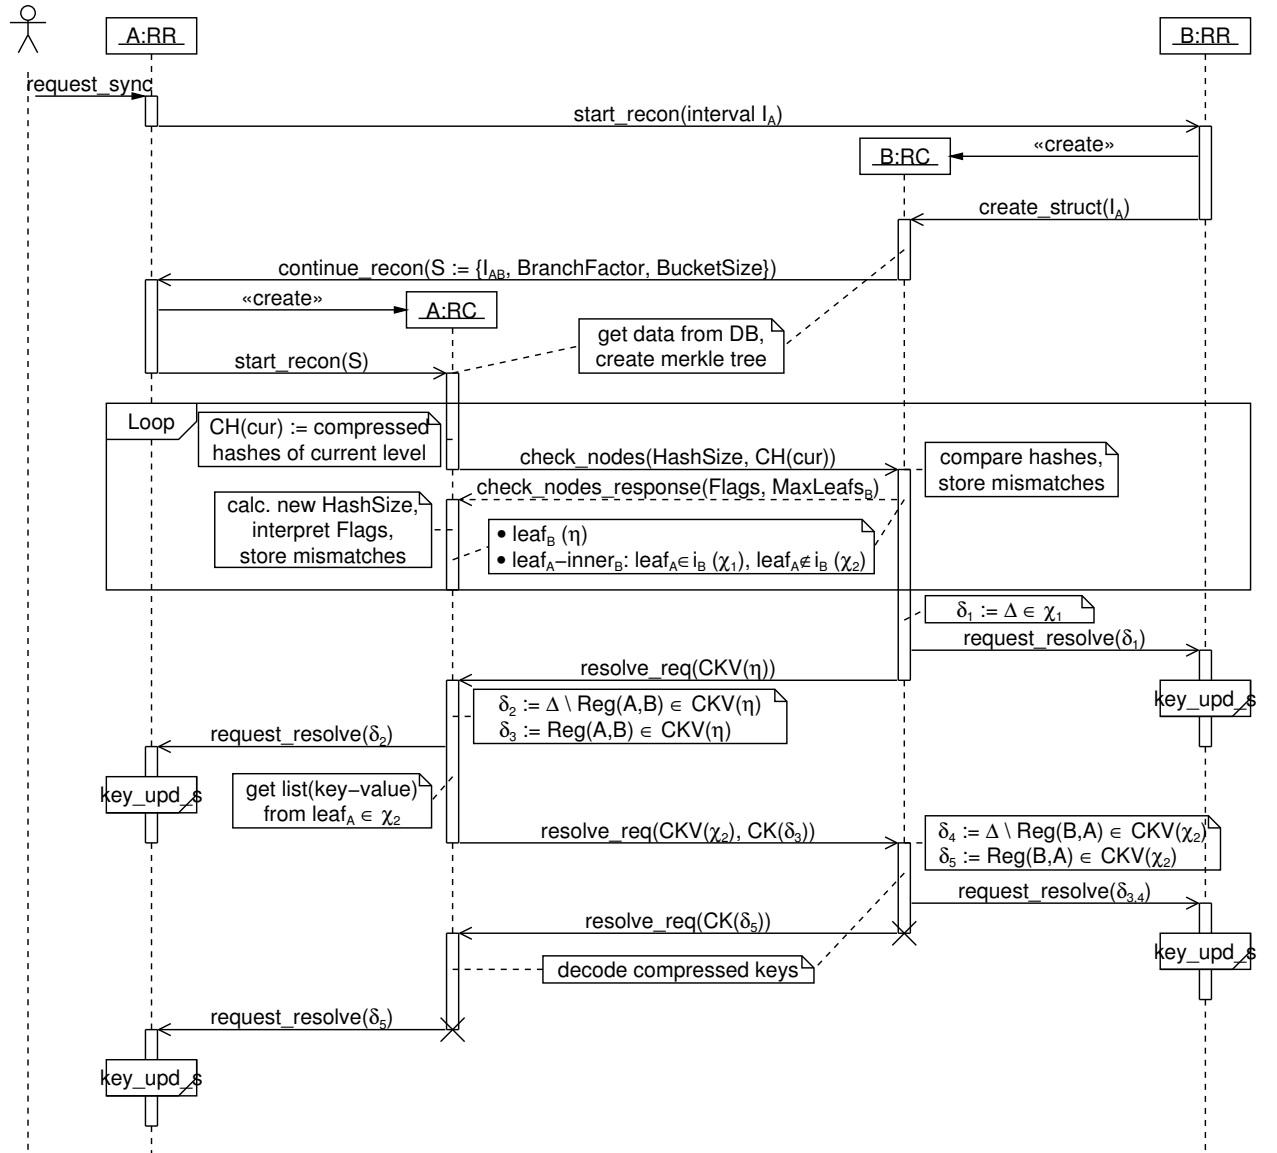 A:RR
B:RR
request_sync
start_recon(interval I_A)
B:RC
«create»
create_struct(I_A)
continue_recon(S := {I_AB, BranchFactor, BucketSize})
«create»
A:RC
get data from DB,
create merkle tree
start_recon(S)
Loop
CH(cur) := compressed
hashes of current level
check_nodes(HashSize, CH(cur))
compare hashes,
store mismatches
check_nodes_response(Flags, MaxLeafs_B)
calc. new HashSize,
interpret Flags,
store mismatches
• leaf_B (η)
• leaf_A−inner_B: leaf_A∈i_B (χ_1), leaf_A∉i_B (χ_2)
δ_1 := Δ ∈ χ_1
request_resolve(δ_1)
resolve_req(CKV(η))
key_upd_s
δ_2 := Δ \ Reg(A,B) ∈ CKV(η)
δ_3 := Reg(A,B) ∈ CKV(η)
request_resolve(δ_2)
key_upd_s
get list(key−value)
from leaf_A ∈ χ_2
resolve_req(CKV(χ_2), CK(δ_3))
δ_4 := Δ \ Reg(B,A) ∈ CKV(χ_2)
δ_5 := Reg(B,A) ∈ CKV(χ_2)
request_resolve(δ_3,4)
resolve_req(CK(δ_5))
key_upd_s
decode compressed keys
request_resolve(δ_5)
key_upd_s